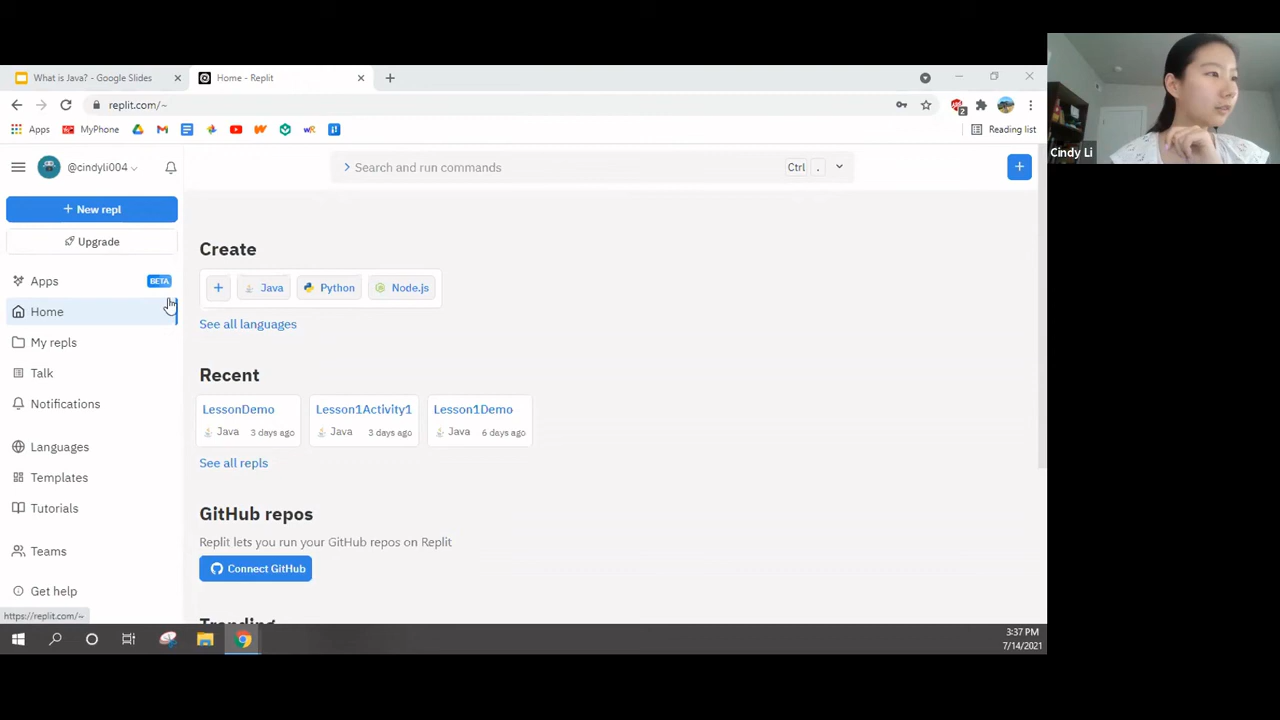 What is Java? - Google Slides
Home - Replit
replit.com/~
2
Apps
MyPhone
Reading list
@cindyli004
Search and run commands
Ctrl
.
Cindy Li
+ New repl
Upgrade
Create
Apps
BETA
Java
Python
Node.js
Home
See all languages
My repls
Talk
Recent
Notifications
LessonDemo
Lesson1Activity1
Lesson1Demo
Java 3 days ago
Java 3 days ago
Java 6 days ago
Languages
See all repls
Templates
Tutorials
GitHub repos
Replit lets you run your GitHub repos on Replit
Teams
Connect GitHub
Get help
https://replit.com/~
Trending
3:37 PM
7/14/2021